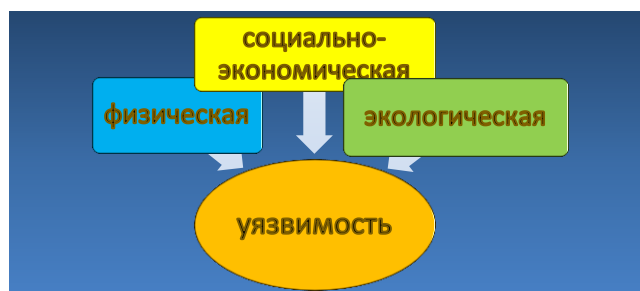 социально-
экономическая
физическая
экологическая
уязвимость